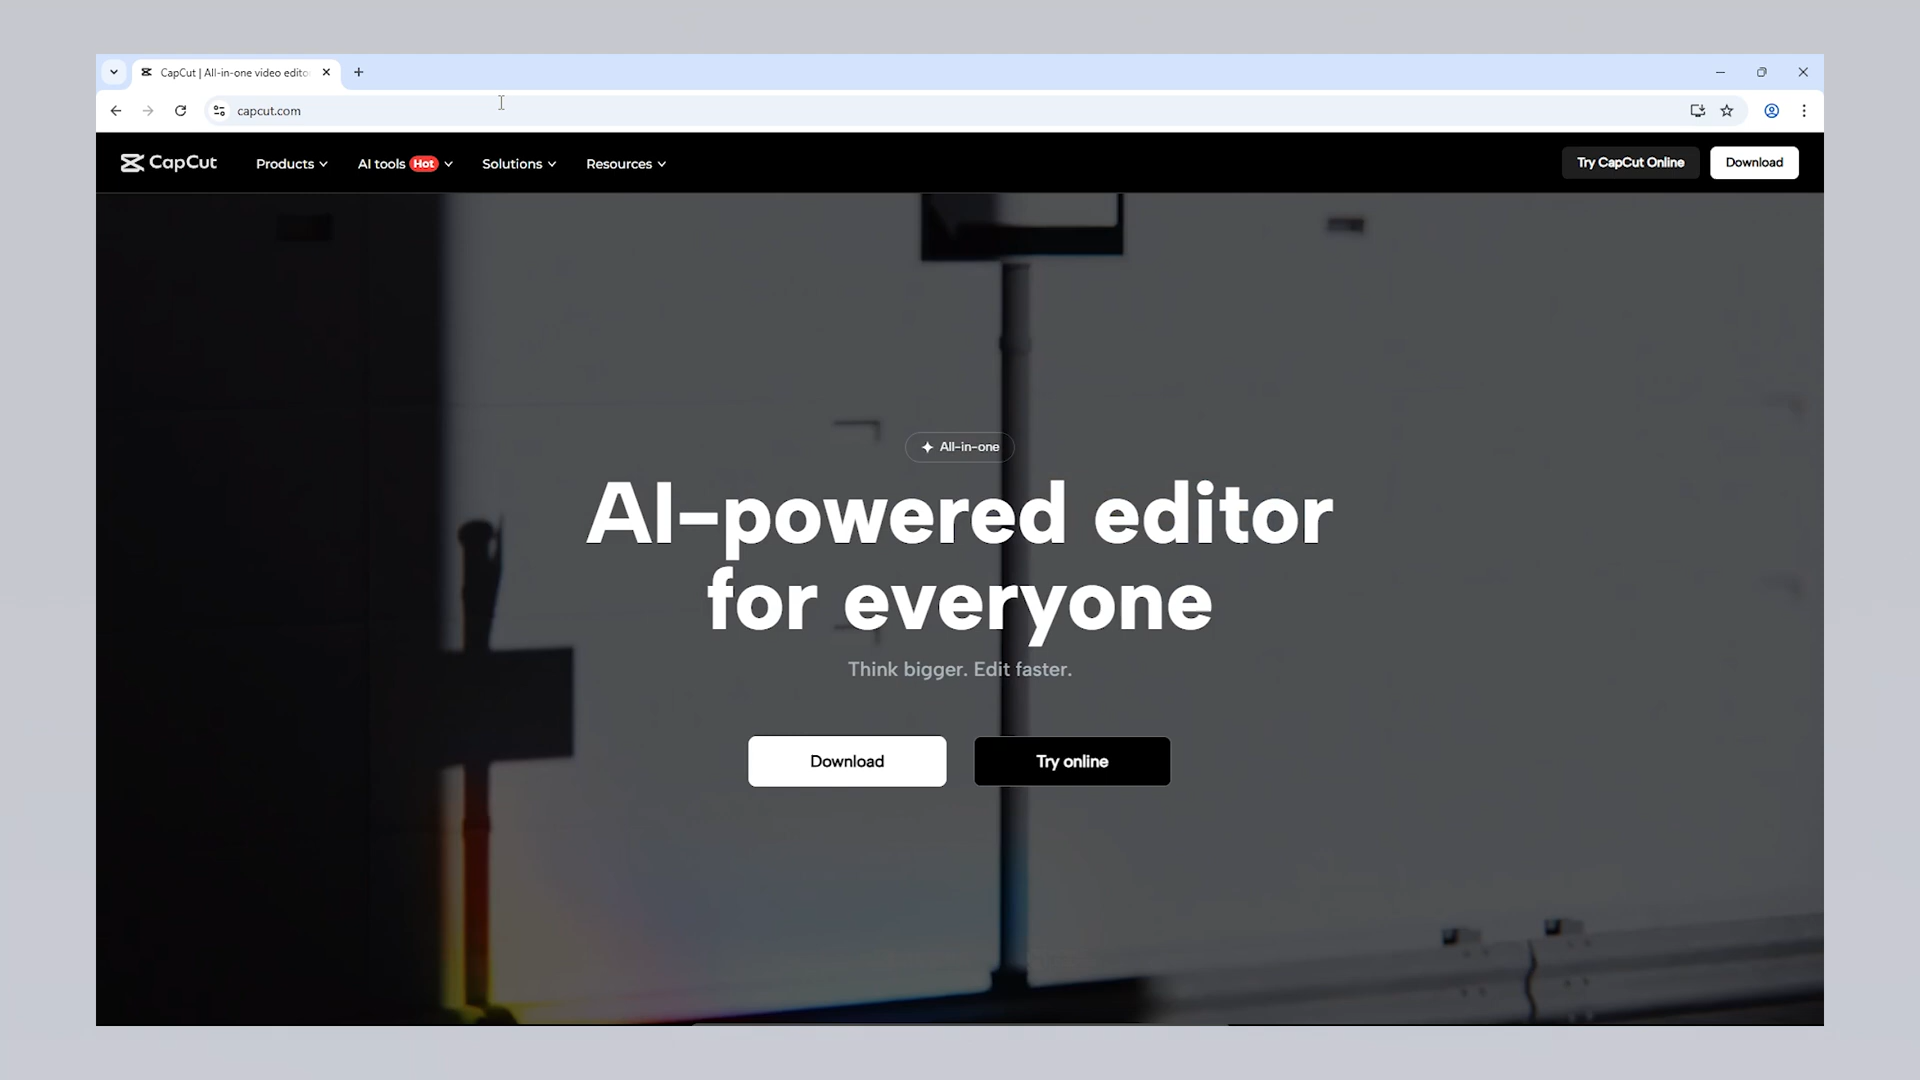 CapCut | All-in-one video edito
capcut.com
CapCut
Products
AI tools Hot
Solutions
Resources
Try CapCut Online
Download
All-in-one
AI-powered editor
for everyone
Think bigger. Edit faster.
Download
Try online